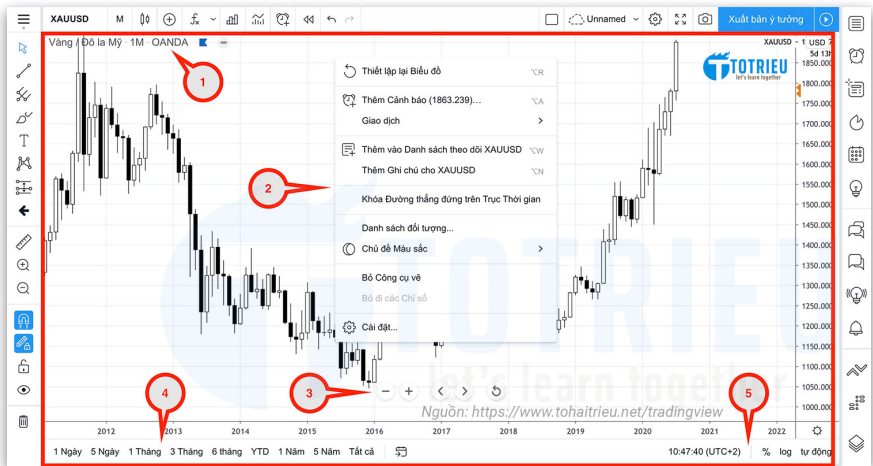 XAUUSD M Unnamed Xuất bản ý tưởng
Vàng / Đô la Mỹ 1M OANDA
XAUUSD - 1 USD
5d 13h
TOTRIEU
let's learn together
1
2
3
4
5
Thiết lập lại Biểu đồ ⌥R
Thêm Cảnh báo (1863.239)... ⌥A
Giao dịch
Thêm vào Danh sách theo dõi XAUUSD ⌥W
Thêm Ghi chú cho XAUUSD ⌥N
Khóa Đường thẳng đứng trên Trục Thời gian
Danh sách đối tượng...
Chủ đề Màu sắc
Bỏ Công cụ vẽ
Bỏ đi các Chỉ số
Cài đặt...
1850.000
1750.000
1700.000
1650.000
1600.000
1550.000
1500.000
1450.000
1400.000
1350.000
1300.000
1250.000
1200.000
1150.000
1100.000
1050.000
1000.000
TOTRIEU
let's learn together
Nguồn: https://www.tohaitrieu.net/tradingview
2012 2013 2014 2015 2016 2017 2018 2019 2020 2021 2022
1 Ngày 5 Ngày 1 Tháng 3 Tháng 6 tháng YTD 1 Năm 5 Năm Tất cả 10:47:40 (UTC+2) % log tự động